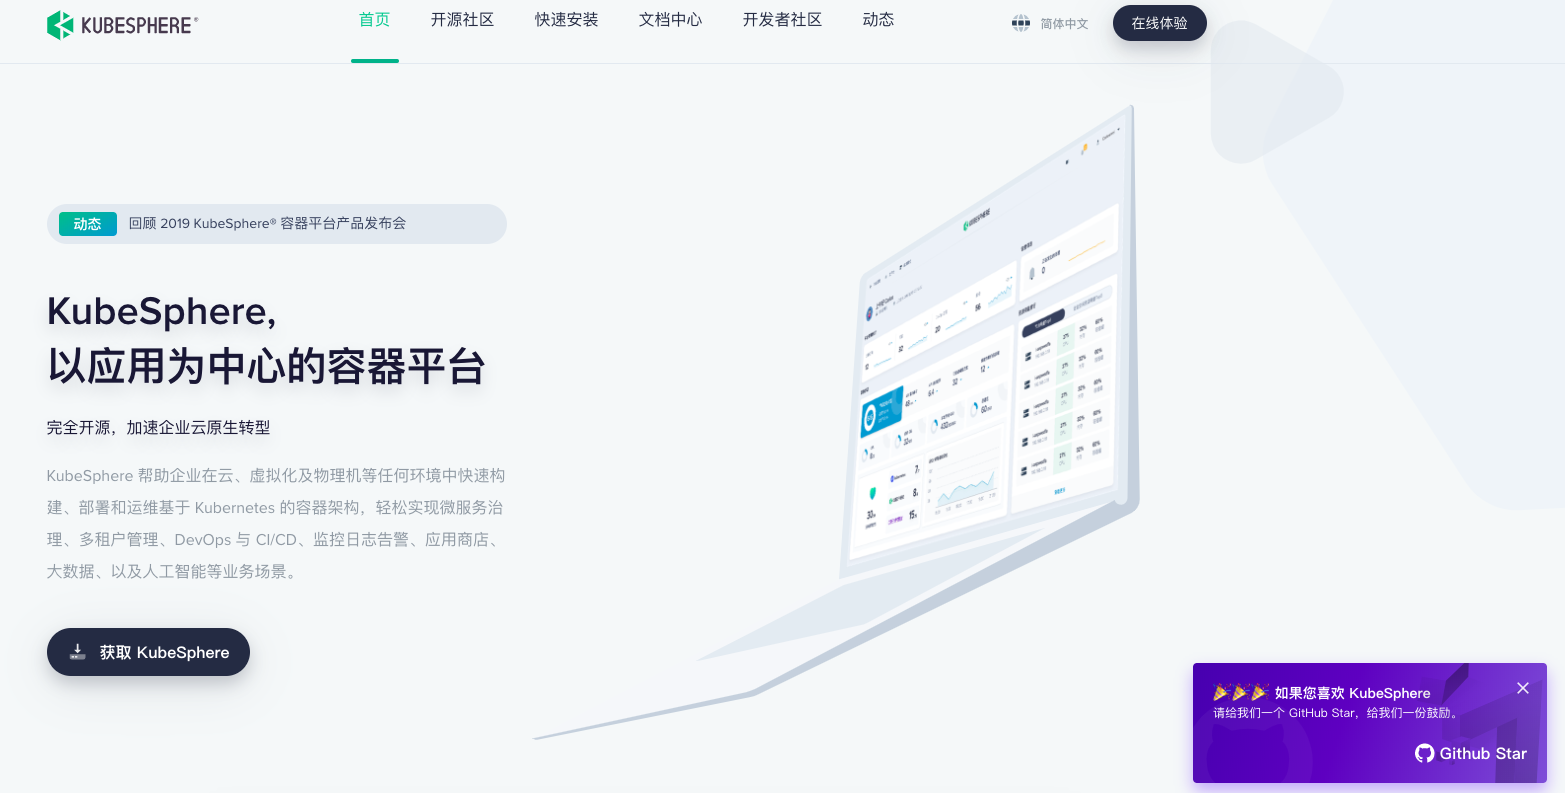 KUBESPHERE®
首页
开源社区
快速安装
文档中心
开发者社区
动态
简体中文
在线体验
动态
回顾 2019 KubeSphere® 容器平台产品发布会
KubeSphere,
以应用为中心的容器平台
完全开源，加速企业云原生转型
KubeSphere 帮助企业在云、虚拟化及物理机等任何环境中快速构
建、部署和运维基于 Kubernetes 的容器架构，轻松实现微服务治
理、多租户管理、DevOps 与 CI/CD、监控日志告警、应用商店、
大数据、以及人工智能等业务场景。
获取 KubeSphere
KUBESPHERE
🎉🎉🎉 如果您喜欢 KubeSphere
请给我们一个 GitHub Star，给我们一份鼓励。
Github Star